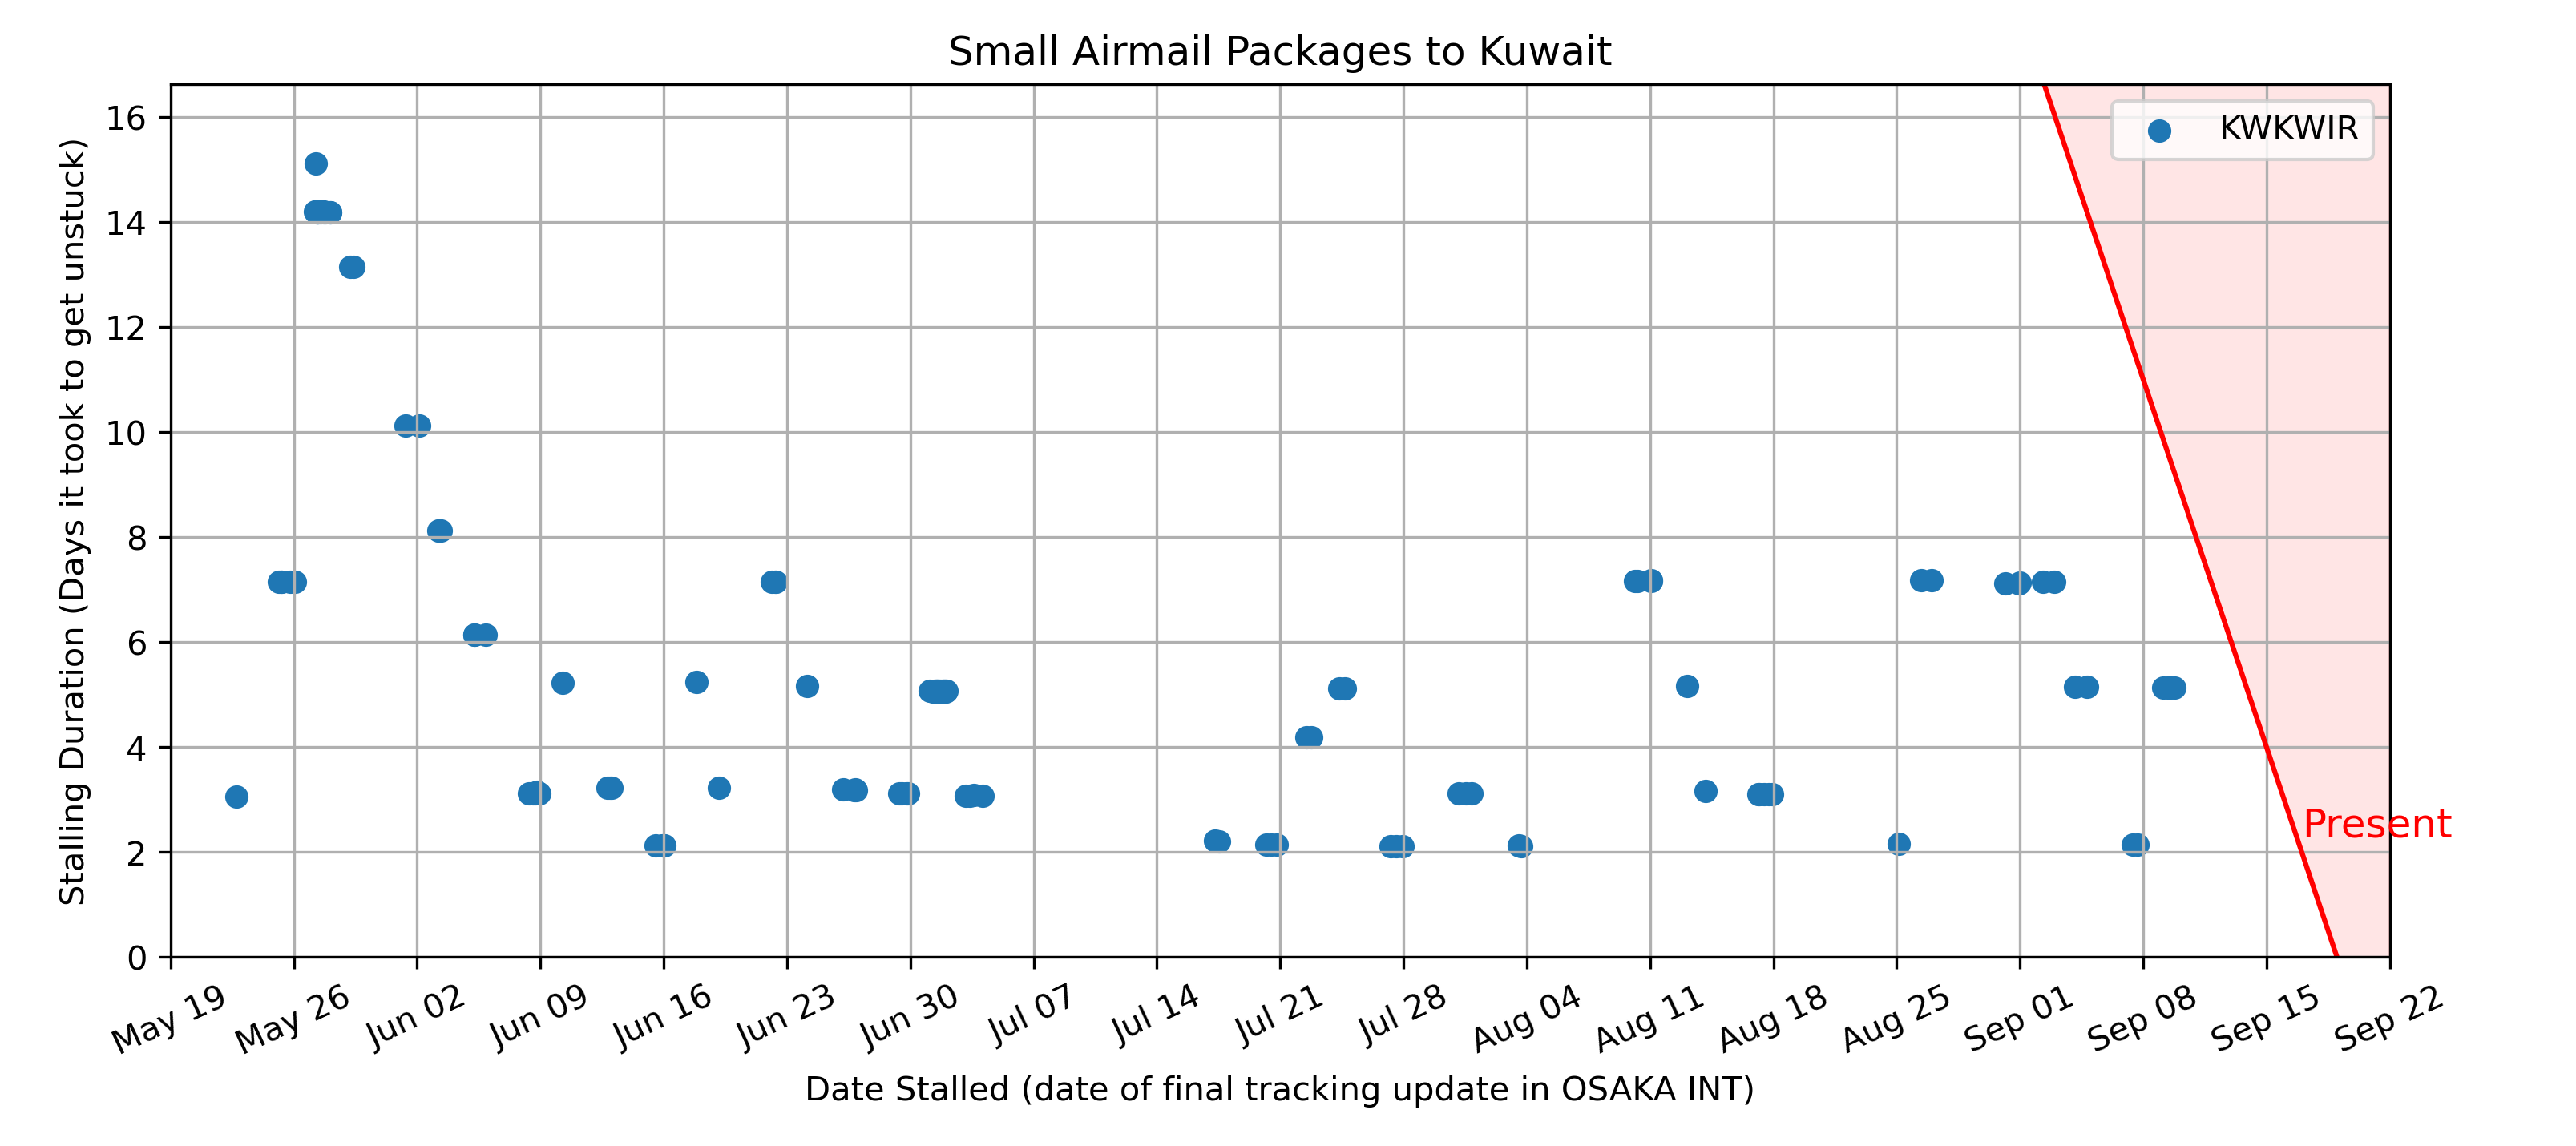 Small Airmail Packages to Kuwait
KWKWIR
Stalling Duration (Days it took to get unstuck)
16
14
12
10
8
6
4
2
0
Present
May 19
May 26
Jun 02
Jun 09
Jun 16
Jun 23
Jun 30
Jul 07
Jul 14
Jul 21
Jul 28
Aug 04
Aug 11
Aug 18
Aug 25
Sep 01
Sep 08
Sep 15
Sep 22
Date Stalled (date of final tracking update in OSAKA INT)